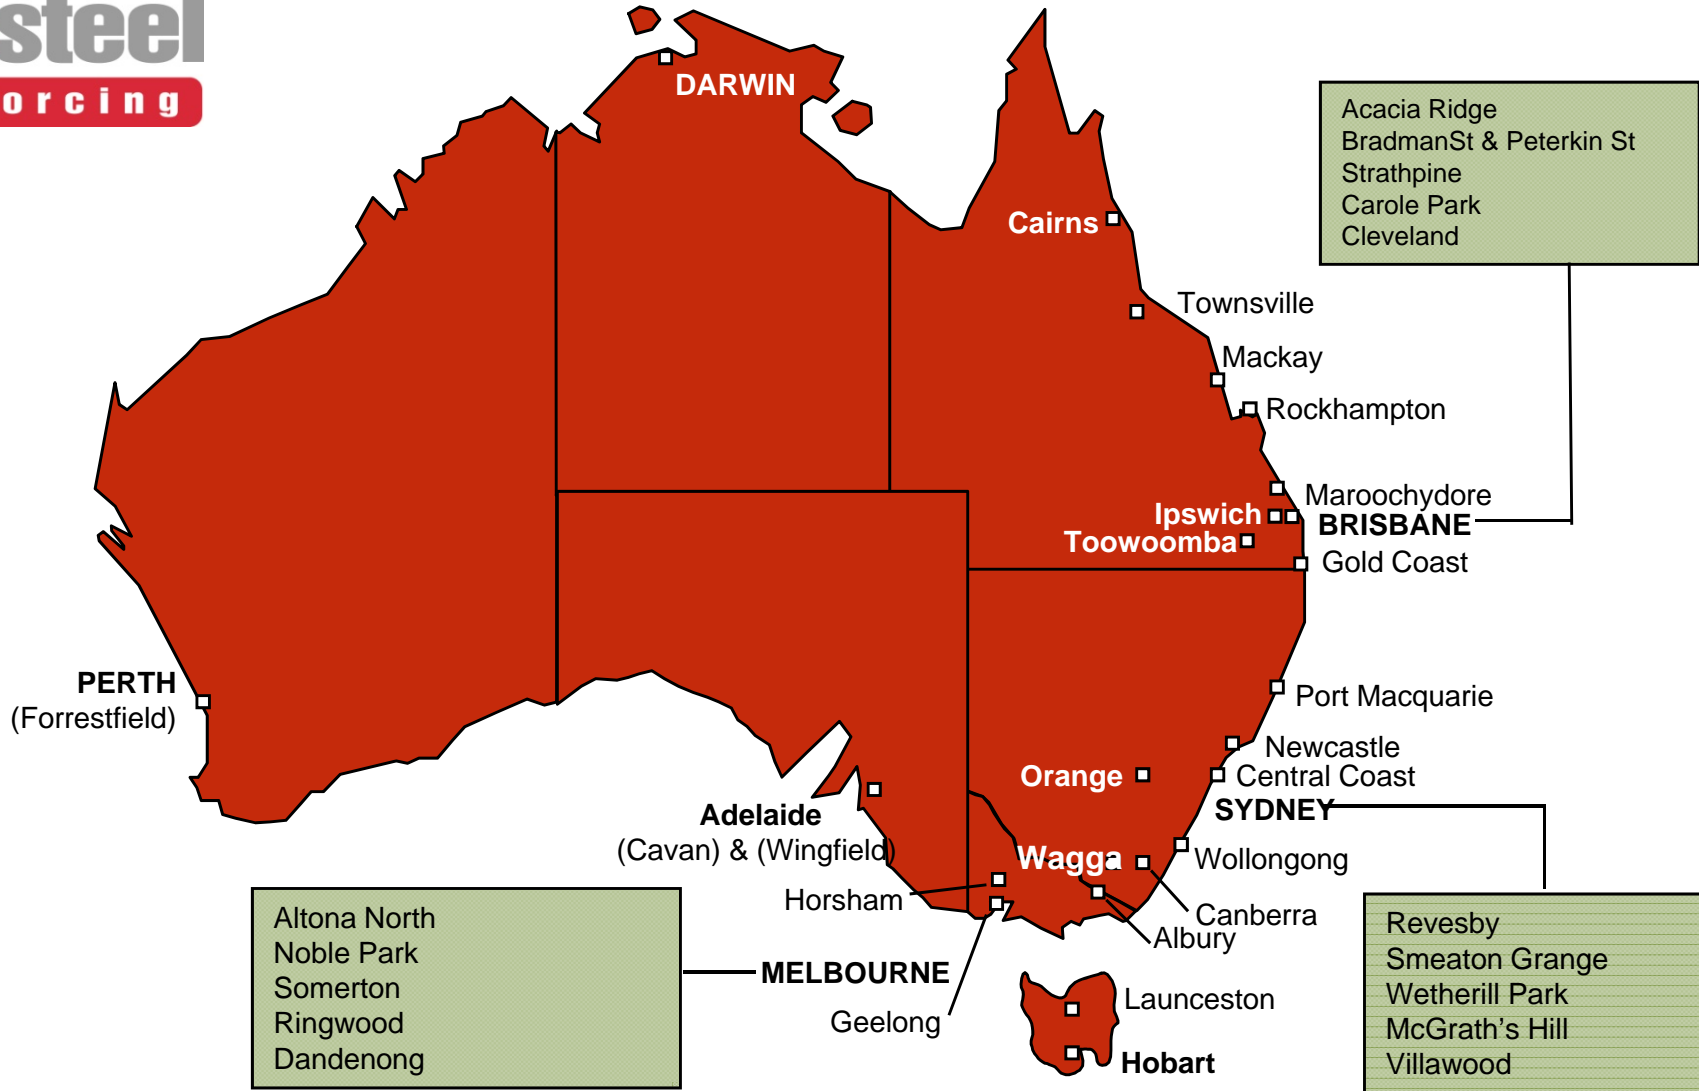 steel
orcing
DARWIN
Acacia Ridge
BradmanSt & Peterkin St
Strathpine
Carole Park
Cleveland
Cairns
Townsville
Mackay
Rockhampton
Maroochydore
Ipswich
BRISBANE
Toowoomba
Gold Coast
PERTH
(Forrestfield)
Port Macquarie
Newcastle
Orange
Central Coast
SYDNEY
Adelaide
(Cavan) & (Wingfield)
Wagga
Wollongong
Horsham
Canberra
Albury
Altona North
Noble Park
Somerton
Ringwood
Dandenong
MELBOURNE
Geelong
Revesby
Smeaton Grange
Wetherill Park
McGrath's Hill
Villawood
Launceston
Hobart